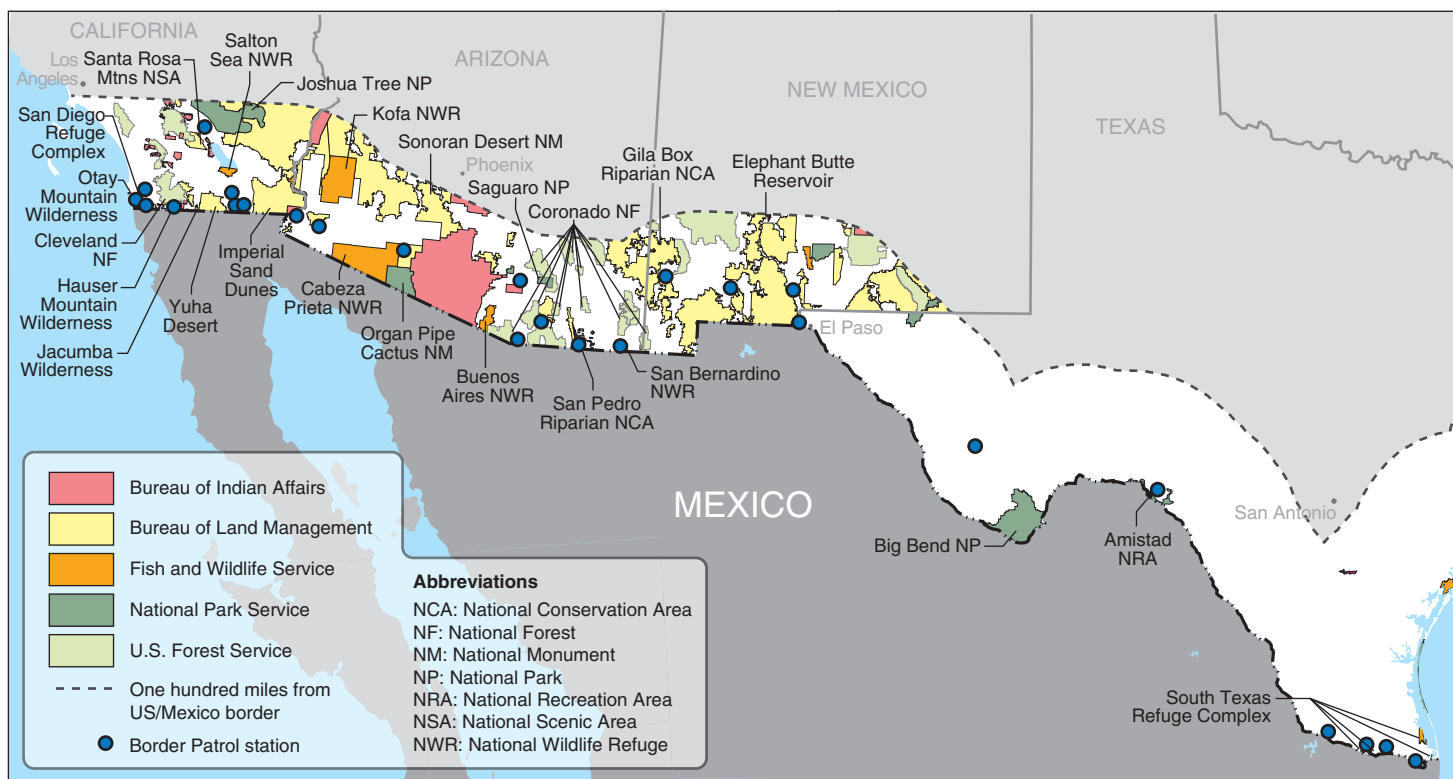 CALIFORNIA
ARIZONA
NEW MEXICO
TEXAS
Los
Angeles
Santa Rosa
Mtns NSA
Salton
Sea NWR
Joshua Tree NP
Kofa NWR
Sonoran Desert NM
Phoenix
Saguaro NP
Coronado NF
Gila Box
Riparian NCA
Elephant Butte
Reservoir
San Diego
Refuge
Complex
Otay
Mountain
Wilderness
Cleveland
NF
Hauser
Mountain
Wilderness
Jacumba
Wilderness
Yuha
Desert
Imperial
Sand
Dunes
Cabeza
Prieta NWR
Organ Pipe
Cactus NM
Buenos
Aires NWR
San Pedro
Riparian NCA
San Bernardino
NWR
El Paso
MEXICO
Big Bend NP
Amistad
NRA
San Antonio
South Texas
Refuge Complex
Bureau of Indian Affairs
Bureau of Land Management
Fish and Wildlife Service
National Park Service
U.S. Forest Service
One hundred miles from
US/Mexico border
Border Patrol station
Abbreviations
NCA: National Conservation Area
NF: National Forest
NM: National Monument
NP: National Park
NRA: National Recreation Area
NSA: National Scenic Area
NWR: National Wildlife Refuge